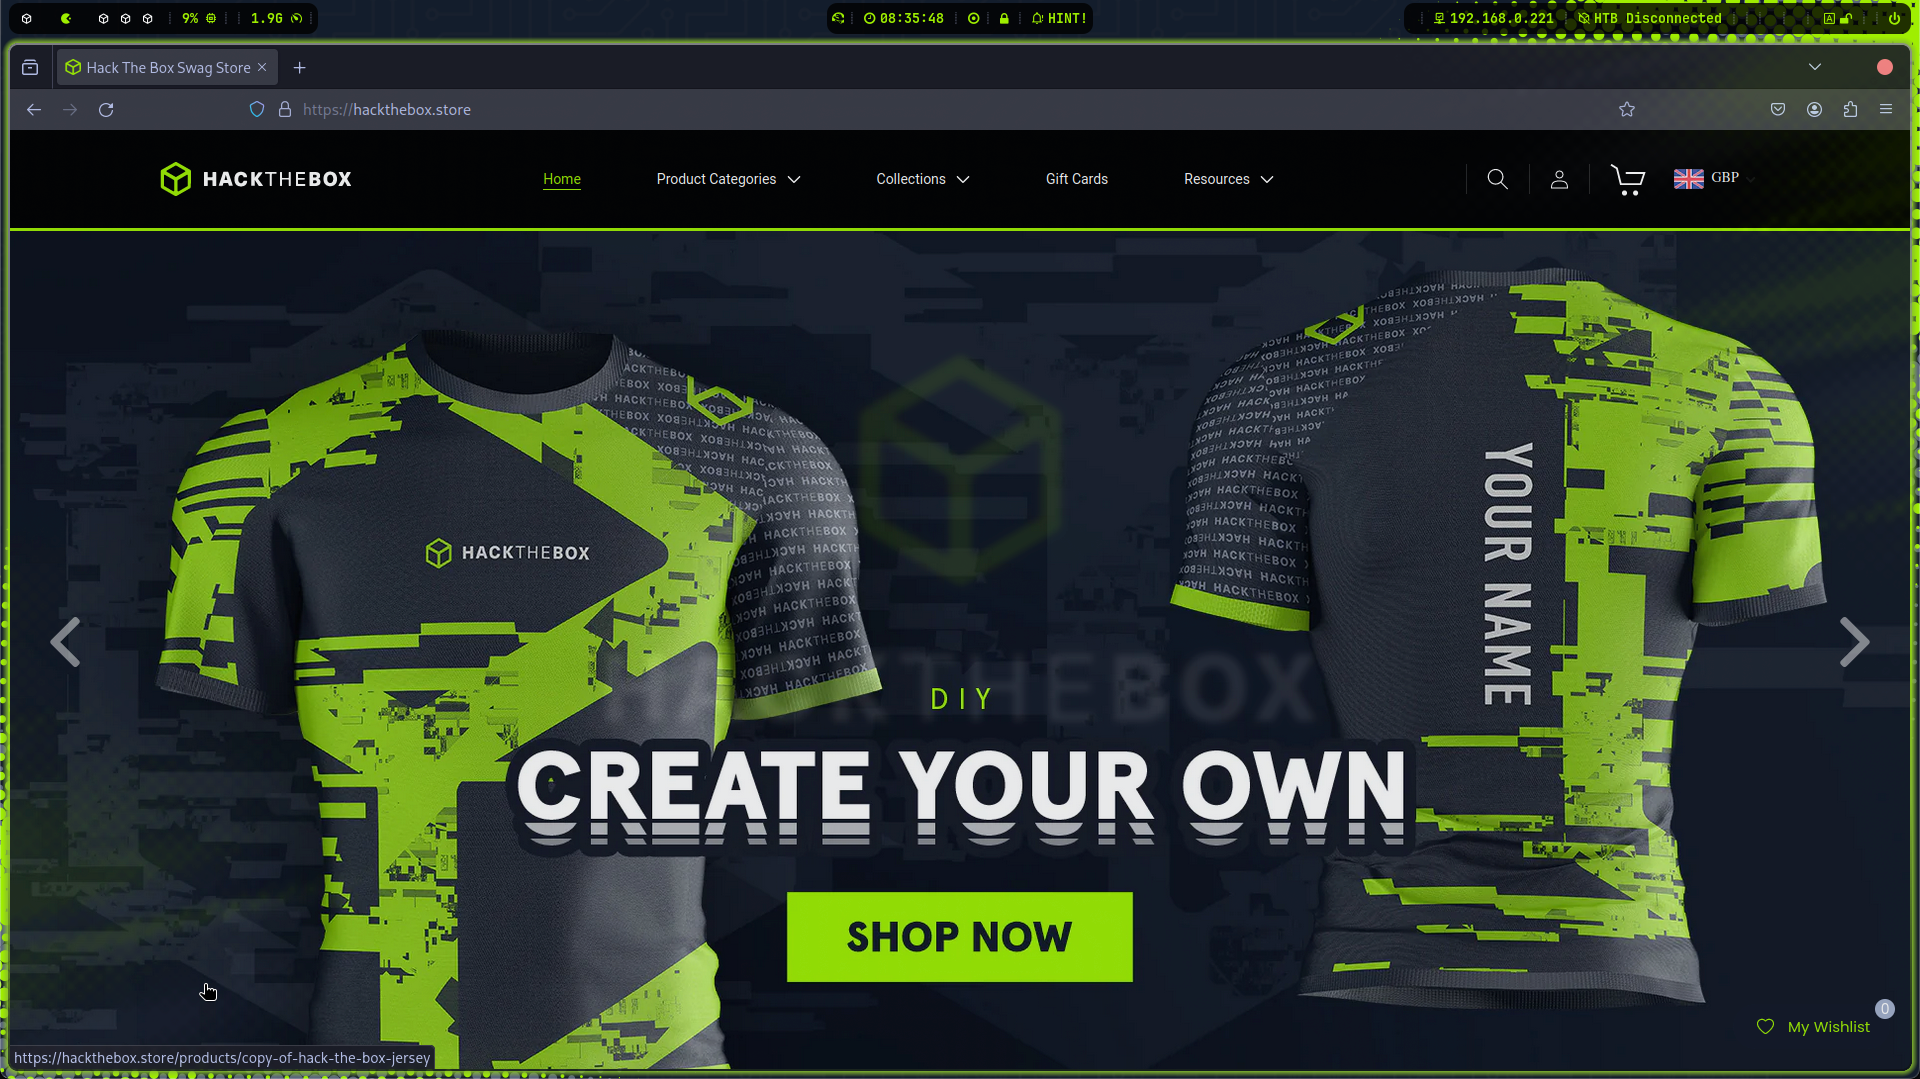 9%
1.9G
08:35:48
HINT!
192.168.0.221
HTB Disconnected
Hack The Box Swag Store
https://hackthebox.store
HACKTHEBOX
Home
Product Categories
Collections
Gift Cards
Resources
GBP
HACKTHEBOX
YOUR NAME
HACKTHEBOX
DIY
CREATE YOUR OWN
SHOP NOW
0
My Wishlist
https://hackthebox.store/products/copy-of-hack-the-box-jersey